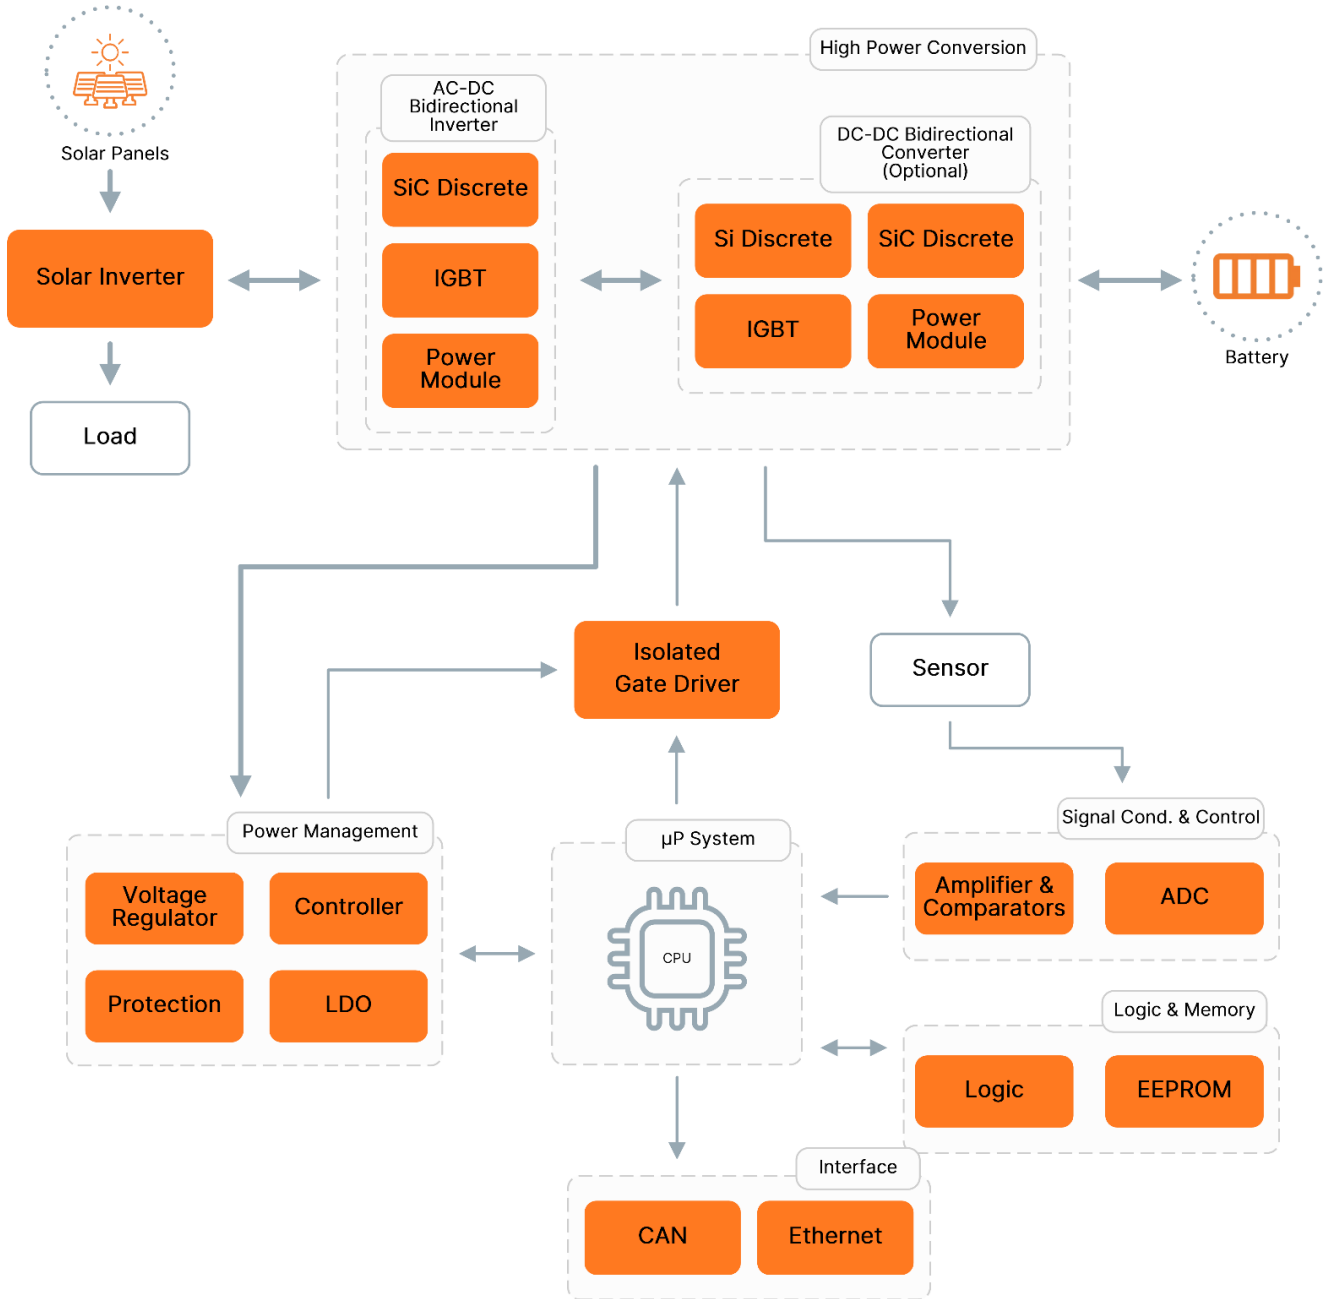 High Power Conversion
Solar Panels
AC-DC
Bidirectional
Inverter
SiC Discrete
IGBT
Power
Module
DC-DC Bidirectional
Converter
(Optional)
Si Discrete
SiC Discrete
IGBT
Power
Module
Solar Inverter
Load
Battery
Isolated
Gate Driver
Sensor
Power Management
Voltage
Regulator
Controller
Protection
LDO
µP System
CPU
Signal Cond. & Control
Amplifier &
Comparators
ADC
Logic & Memory
Logic
EEPROM
Interface
CAN
Ethernet